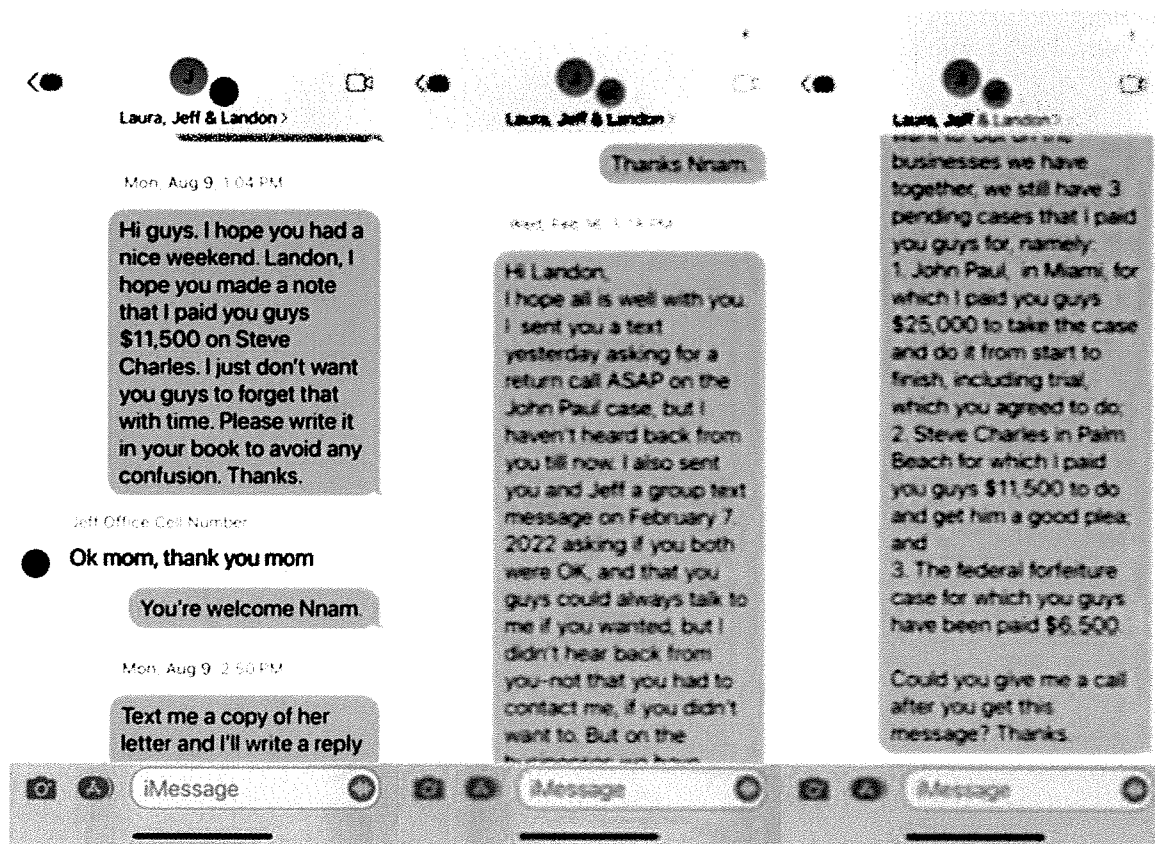 J
Laura, Jeff & Landon >
Mon, Aug 9, 1:04 PM
Hi guys. I hope you had a
nice weekend. Landon, I
hope you made a note
that I paid you guys
$11,500 on Steve
Charles. I just don't want
you guys to forget that
with time. Please write it
in your book to avoid any
confusion. Thanks.
Jeff Office Cell Number
Ok mom, thank you mom
You're welcome Nnam.
Mon, Aug 9, 2:50 PM
Text me a copy of her
letter and I'll write a reply
iMessage
J
Laura, Jeff & Landon >
Thanks Nnam.
Wed, Feb
Hi Landon,
I hope all is well with you.
I sent you a text
yesterday asking for a
return call ASAP on the
John Paul case, but I
haven't heard back from
you till now. I also sent
you and Jeff a group text
message on February 7
2022 asking if you both
were OK, and that you
guys could always talk to
me if you wanted, but I
didn't hear back from
you-not that you had to
contact me, if you didn't
want to. But on the
businesses we have
iMessage
J
Laura, Jeff & Landon >
want to. But on the
businesses we have
together, we still have 3
pending cases that I paid
you guys for, namely:
1. John Paul, in Miami, for
which I paid you guys
$25,000 to take the case
and do it from start to
finish, including trial,
which you agreed to do;
2. Steve Charles in Palm
Beach for which I paid
you guys $11,500 to do
and get him a good plea;
and
3. The federal forfeiture
case for which you guys
have been paid $6,500.
Could you give me a call
after you get this
message? Thanks.
iMessage